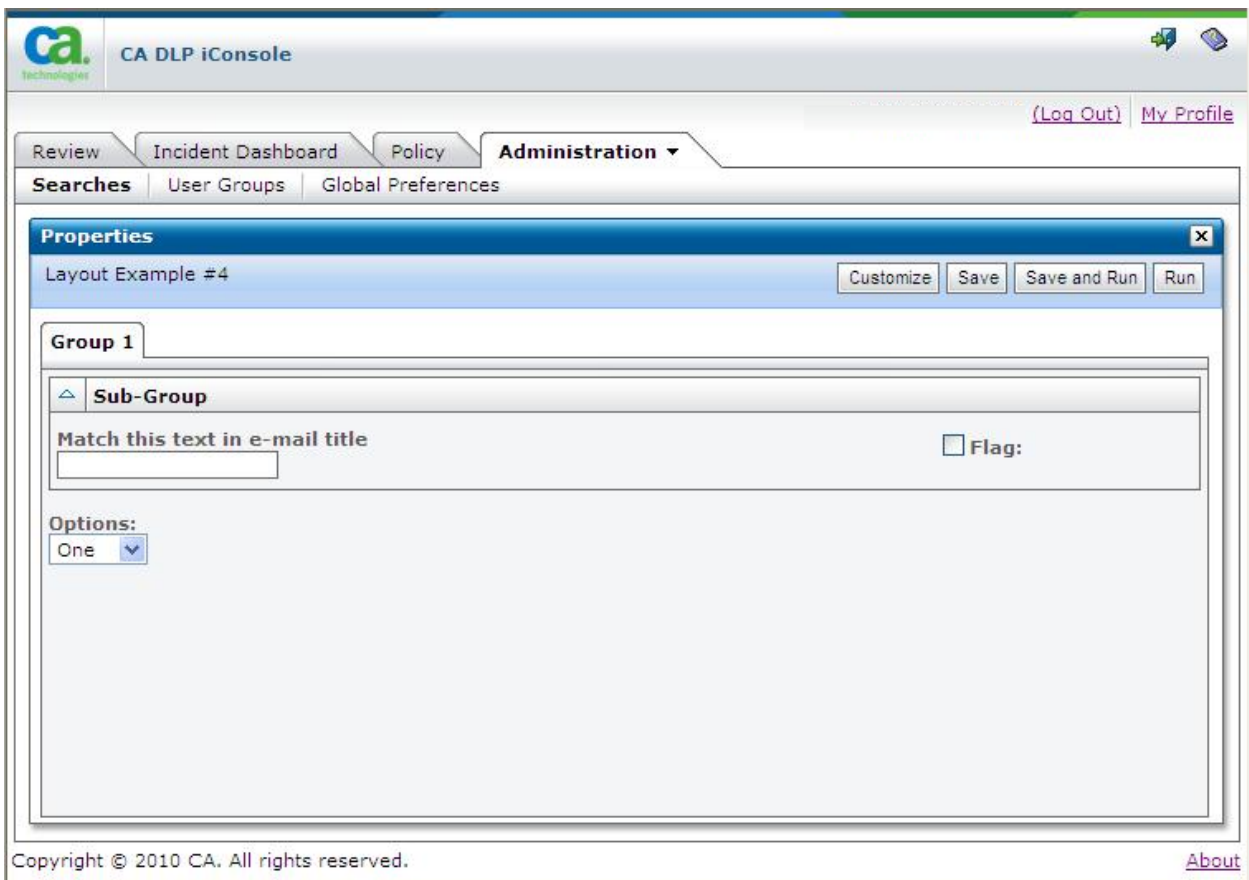 ca.
technologies
CA DLP iConsole
(Log Out) My Profile
Review Incident Dashboard Policy Administration
Searches User Groups Global Preferences
Properties
Layout Example #4 Customize Save Save and Run Run
Group 1
Sub-Group
Match this text in e-mail title
Flag:
Options:
One
Copyright © 2010 CA. All rights reserved. About